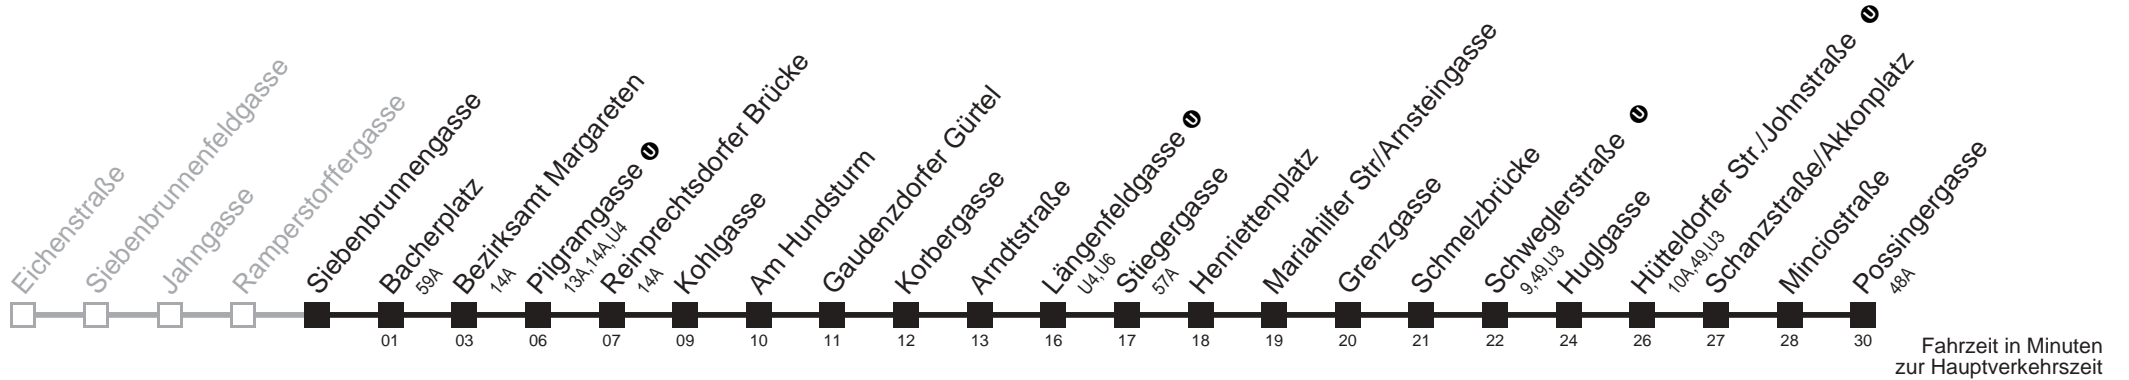 Eichenstraße
Siebenbrunnenfeldgasse
Jahngasse
Ramperstorffergasse
Siebenbrunnengasse
Bacherplatz
59A
Bezirksamt Margareten
14A
Pilgramgasse U
13A,14A,U4
Reinprechtsdorfer Brücke
14A
Kohlgasse
Am Hundsturm
Gaudenzdorfer Gürtel
Korbergasse
Arndtstraße
Längenfeldgasse U
U4,U6
Stiegergasse
57A
Henriettenplatz
Mariahilfer Str/Arnsteingasse
Grenzgasse
Schmelzbrücke
Schweglerstraße U
9,49,U3
Huglgasse
Hütteldorfer Str./Johnstraße U
10A,49,U3
Schanzstraße/Akkonplatz
Minciostraße
Possingergasse
48A
01 03 06 07 09 10 11 12 13 16 17 18 19 20 21 22 24 26 27 28 30
Fahrzeit in Minuten
zur Hauptverkehrszeit